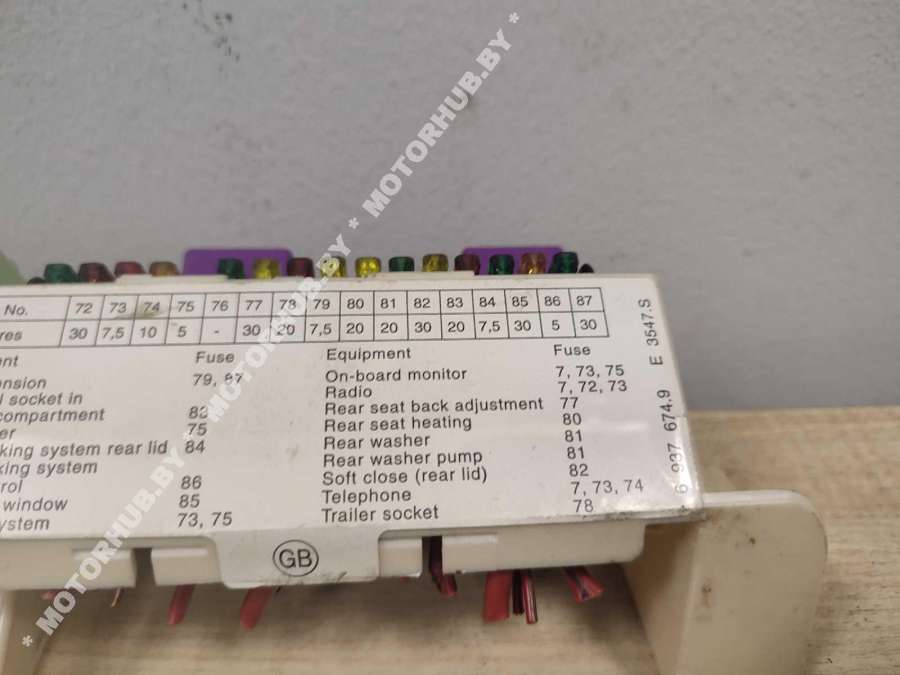 * MOTORHUB.BY * MOTORHUB.BY * MOTORHUB.BY *
No. 72 73 74 75 76 77 78 79 80 81 82 83 84 85 86 87
res 30 7,5 10 5 - 30 20 7,5 20 20 30 20 7,5 30 5 30
ent Fuse
ension 79, 87
l socket in
compartment 83
er 75
king system rear lid 84
king system
rol 86
window 85
ystem 73, 75
Equipment Fuse
On-board monitor 7, 73, 75
Radio 7, 72, 73
Rear seat back adjustment 77
Rear seat heating 80
Rear washer 81
Rear washer pump 81
Soft close (rear lid) 82
Telephone 7, 73, 74
Trailer socket 78
6 937 674.9 E 3547.S
GB